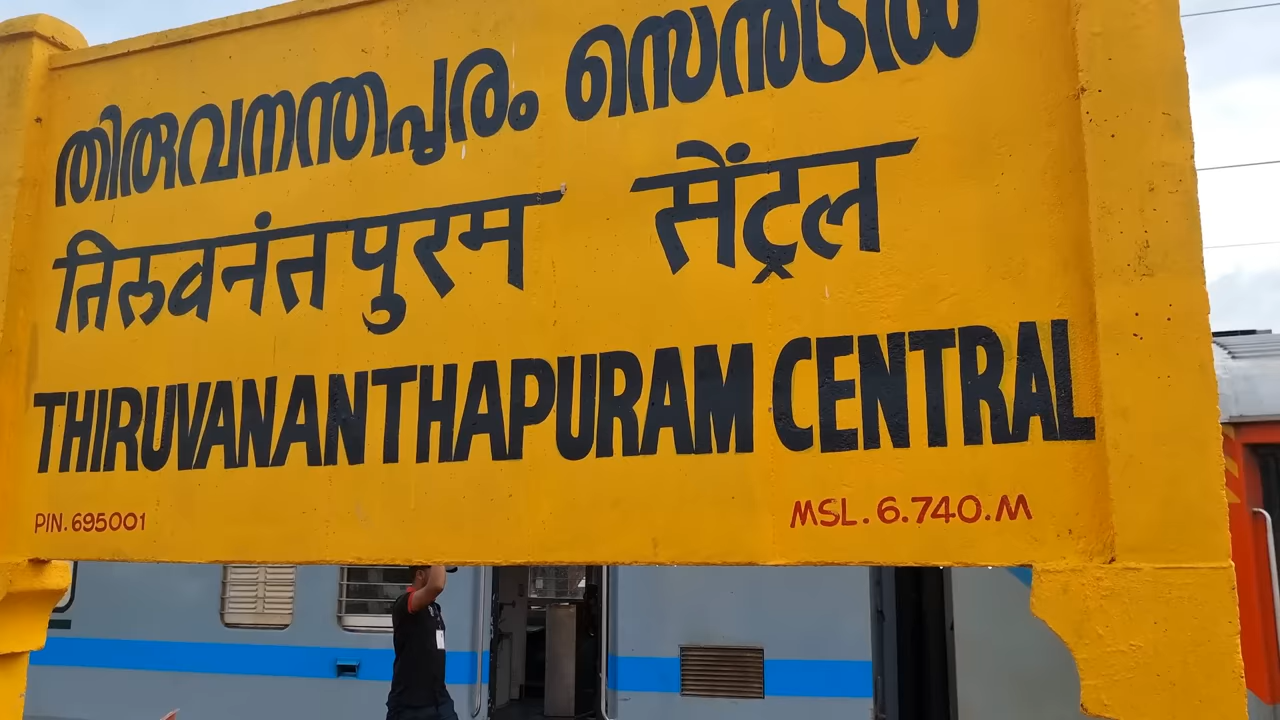 തിരുവനന്തപുരം സെൻട്രൽ
तिरुवनंतपुरम सेंट्रल
THIRUVANANTHAPURAM CENTRAL
PIN. 695001
MSL. 6.740.M